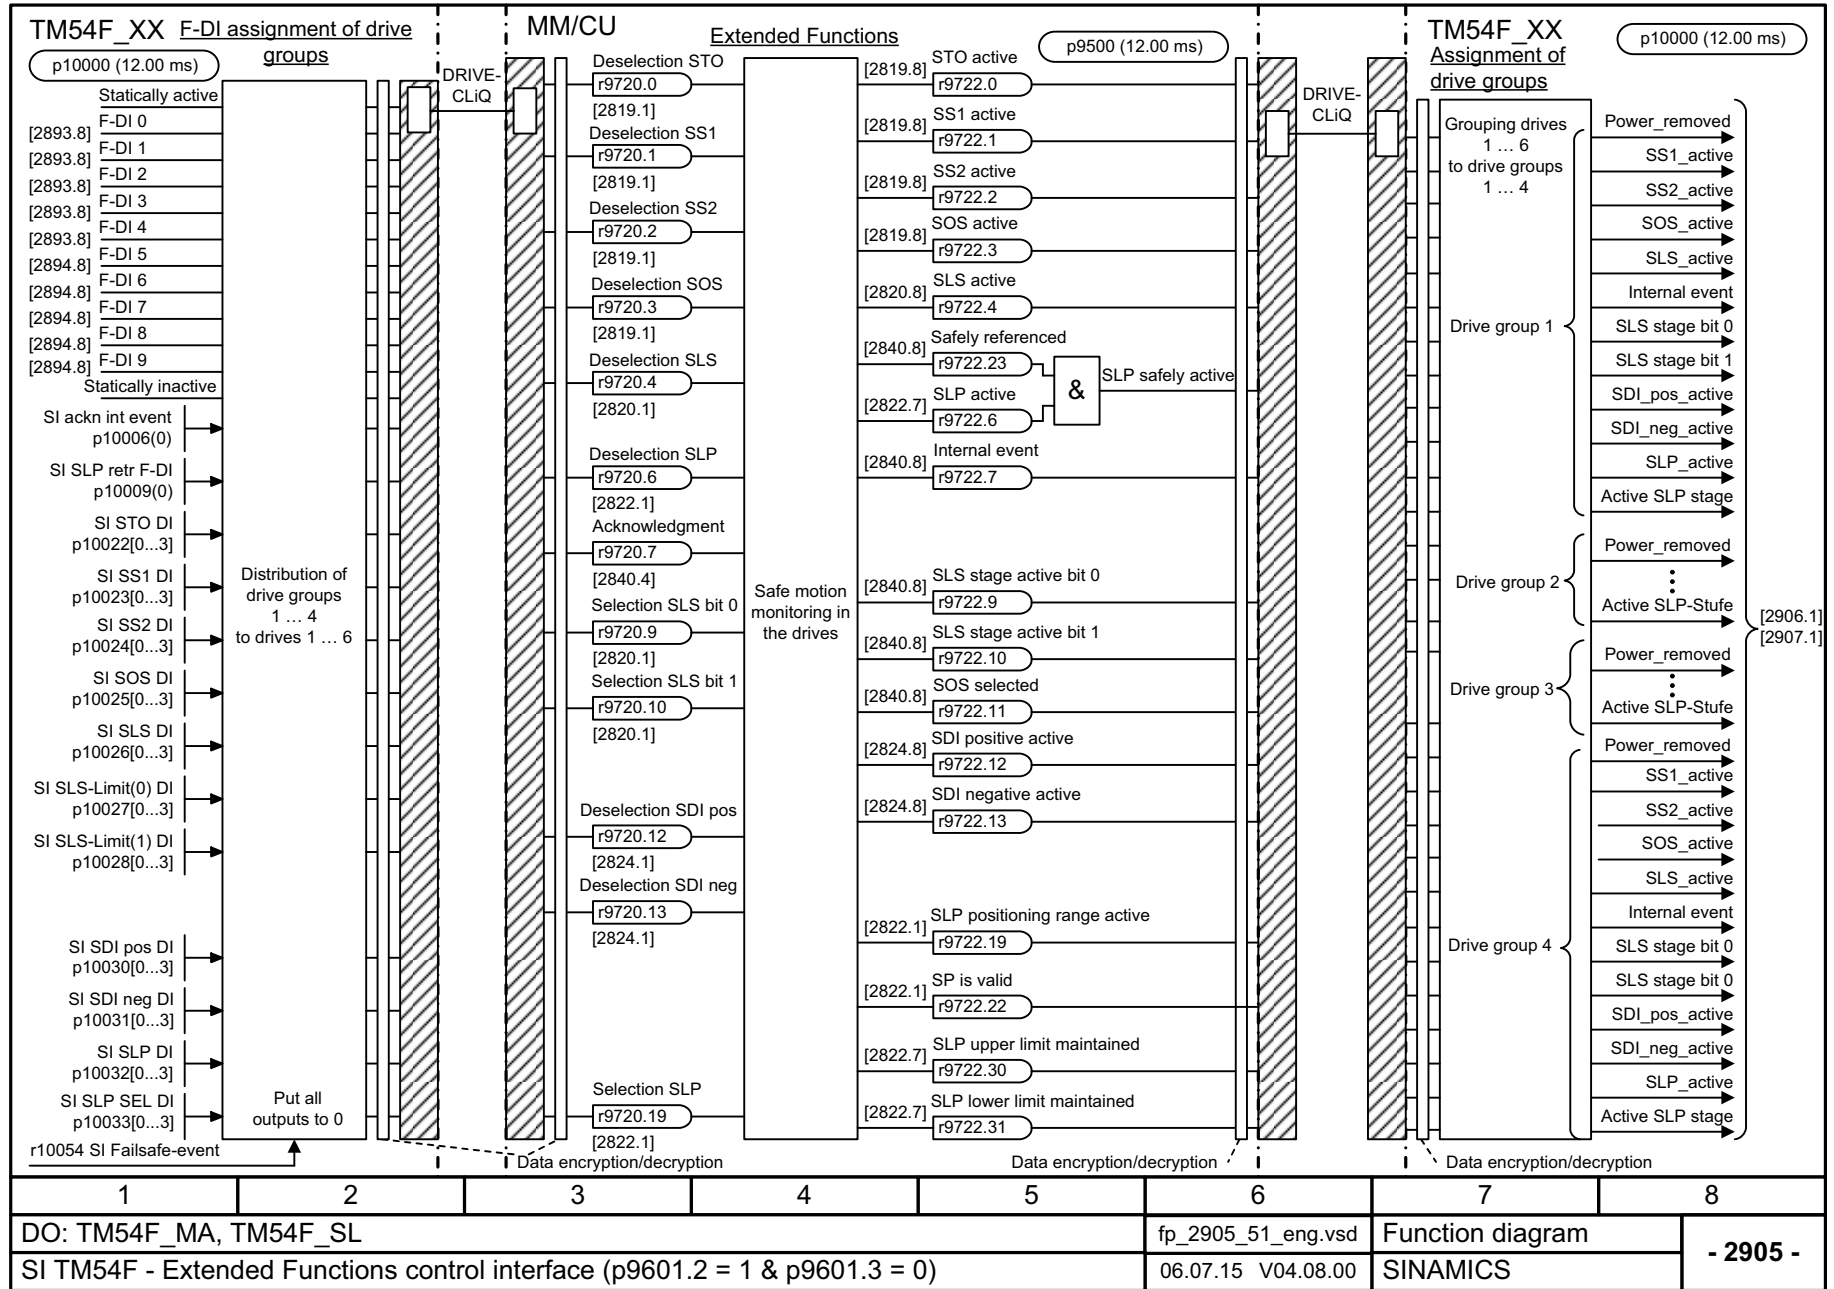 TM54F_XX
F-DI assignment of drive
groups
p10000 (12.00 ms)
Statically active
F-DI 0
[2893.8]
F-DI 1
[2893.8]
F-DI 2
[2893.8]
F-DI 3
[2893.8]
F-DI 4
[2893.8]
F-DI 5
[2894.8]
F-DI 6
[2894.8]
F-DI 7
[2894.8]
F-DI 8
[2894.8]
F-DI 9
[2894.8]
Statically inactive
SI ackn int event
p10006(0)
SI SLP retr F-DI
p10009(0)
SI STO DI
p10022[0...3]
SI SS1 DI
p10023[0...3]
SI SS2 DI
p10024[0...3]
SI SOS DI
p10025[0...3]
SI SLS DI
p10026[0...3]
SI SLS-Limit(0) DI
p10027[0...3]
SI SLS-Limit(1) DI
p10028[0...3]
SI SDI pos DI
p10030[0...3]
SI SDI neg DI
p10031[0...3]
SI SLP DI
p10032[0...3]
SI SLP SEL DI
p10033[0...3]
r10054 SI Failsafe-event
Distribution of
drive groups
1 … 4
to drives 1 … 6
Put all
outputs to 0
DRIVE-
CLiQ
MM/CU
Extended Functions
p9500 (12.00 ms)
Deselection STO
r9720.0
[2819.1]
Deselection SS1
r9720.1
[2819.1]
Deselection SS2
r9720.2
[2819.1]
Deselection SOS
r9720.3
[2819.1]
Deselection SLS
r9720.4
[2820.1]
Deselection SLP
r9720.6
[2822.1]
Acknowledgment
r9720.7
[2840.4]
Selection SLS bit 0
r9720.9
[2820.1]
Selection SLS bit 1
r9720.10
[2820.1]
Deselection SDI pos
r9720.12
[2824.1]
Deselection SDI neg
r9720.13
[2824.1]
Selection SLP
r9720.19
[2822.1]
Data encryption/decryption
Safe motion
monitoring in
the drives
STO active
[2819.8]
r9722.0
SS1 active
[2819.8]
r9722.1
SS2 active
[2819.8]
r9722.2
SOS active
[2819.8]
r9722.3
SLS active
[2820.8]
r9722.4
Safely referenced
[2840.8]
r9722.23
SLP active
[2822.7]
r9722.6
&
SLP safely active
Internal event
[2840.8]
r9722.7
SLS stage active bit 0
[2840.8]
r9722.9
SLS stage active bit 1
[2840.8]
r9722.10
SOS selected
[2840.8]
r9722.11
SDI positive active
[2824.8]
r9722.12
SDI negative active
[2824.8]
r9722.13
SLP positioning range active
[2822.1]
r9722.19
SP is valid
[2822.1]
r9722.22
SLP upper limit maintained
[2822.7]
r9722.30
SLP lower limit maintained
[2822.7]
r9722.31
Data encryption/decryption
DRIVE-
CLiQ
TM54F_XX
Assignment of
drive groups
p10000 (12.00 ms)
Grouping drives
1 … 6
to drive groups
1 … 4
Drive group 1
Power_removed
SS1_active
SS2_active
SOS_active
SLS_active
Internal event
SLS stage bit 0
SLS stage bit 1
SDI_pos_active
SDI_neg_active
SLP_active
Active SLP stage
Drive group 2
Power_removed
Active SLP-Stufe
Drive group 3
Power_removed
Active SLP-Stufe
Drive group 4
Power_removed
SS1_active
SS2_active
SOS_active
SLS_active
Internal event
SLS stage bit 0
SLS stage bit 0
SDI_pos_active
SDI_neg_active
SLP_active
Active SLP stage
[2906.1]
[2907.1]
Data encryption/decryption
1 2 3 4 5 6 7 8
DO: TM54F_MA, TM54F_SL
fp_2905_51_eng.vsd
Function diagram
- 2905 -
SI TM54F - Extended Functions control interface (p9601.2 = 1 & p9601.3 = 0)
06.07.15 V04.08.00
SINAMICS